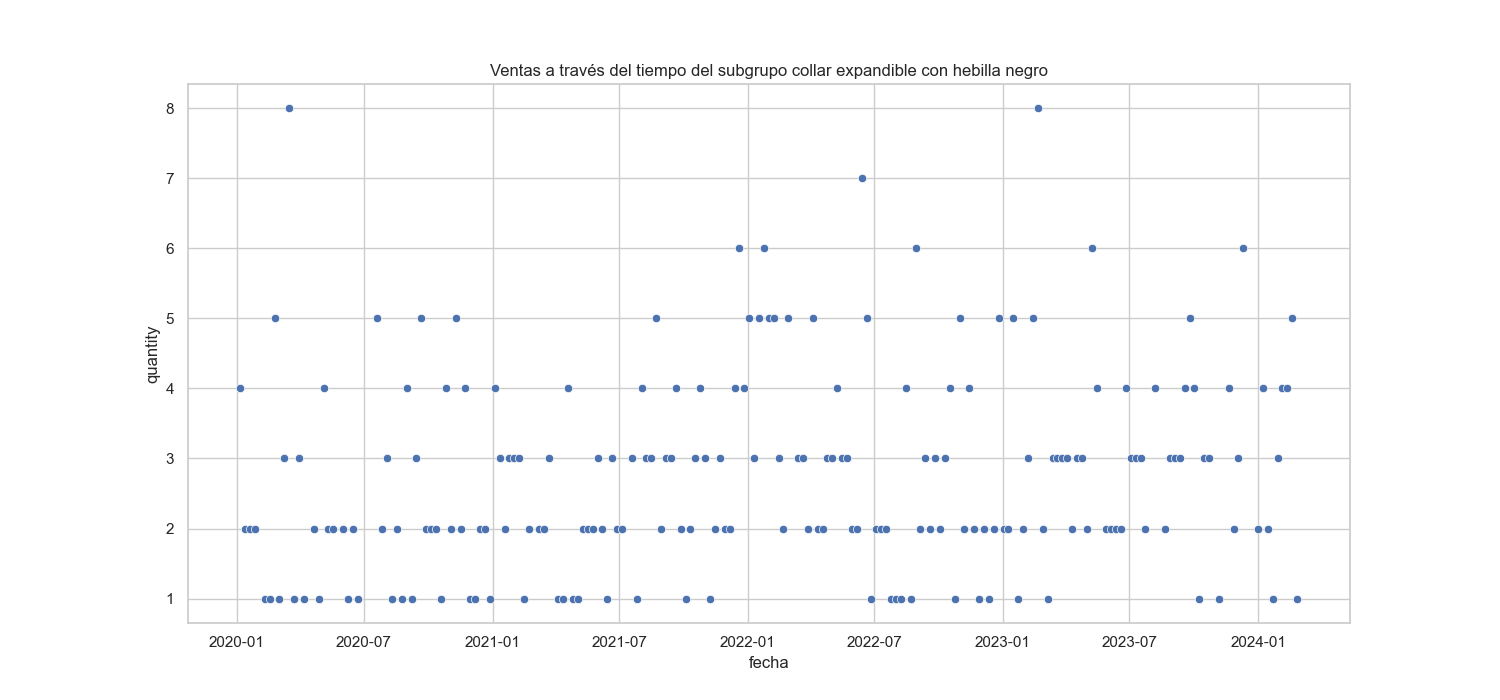 Ventas a través del tiempo del subgrupo collar expandible con hebilla negro
8
7
6
5
4
3
2
1
quantity
2020-01 2020-07 2021-01 2021-07 2022-01 2022-07 2023-01 2023-07 2024-01
fecha